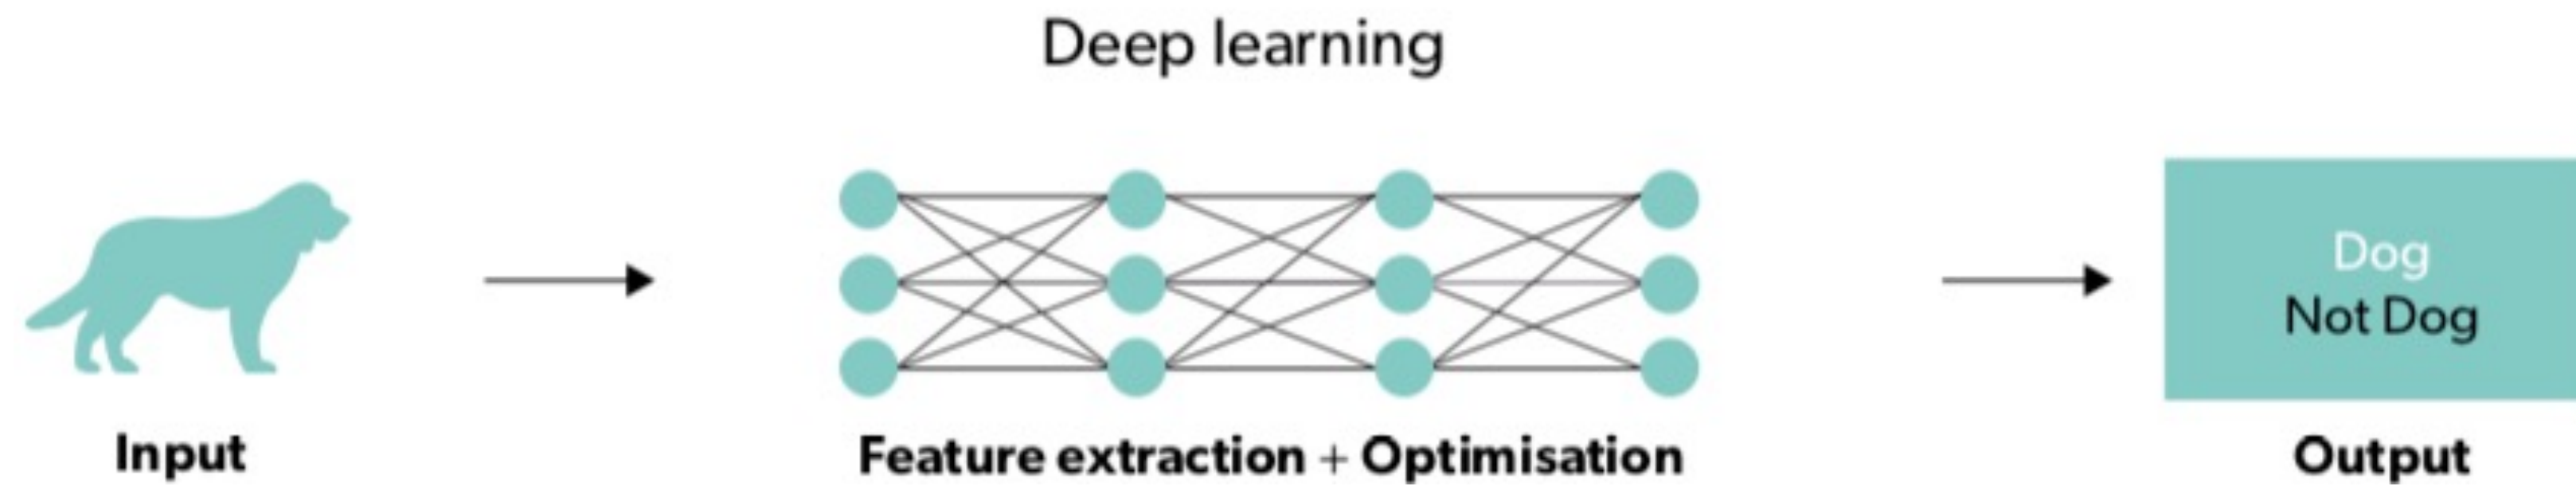 Deep learning
Dog
Not Dog
Input
Feature extraction + Optimisation
Output